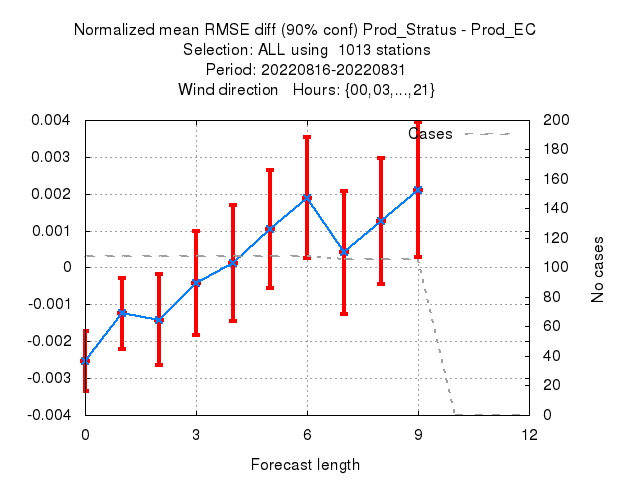 Normalized mean RMSE diff (90% conf) Prod_Stratus - Prod_EC
Selection: ALL using  1013 stations
Period: 20220816-20220831
Wind direction   Hours: {00,03,...,21}
Cases
0.004
0.003
0.002
0.001
0
-0.001
-0.002
-0.003
-0.004
200
180
160
140
120
100
80
60
40
20
0
No cases
0 3 6 9 12
Forecast length